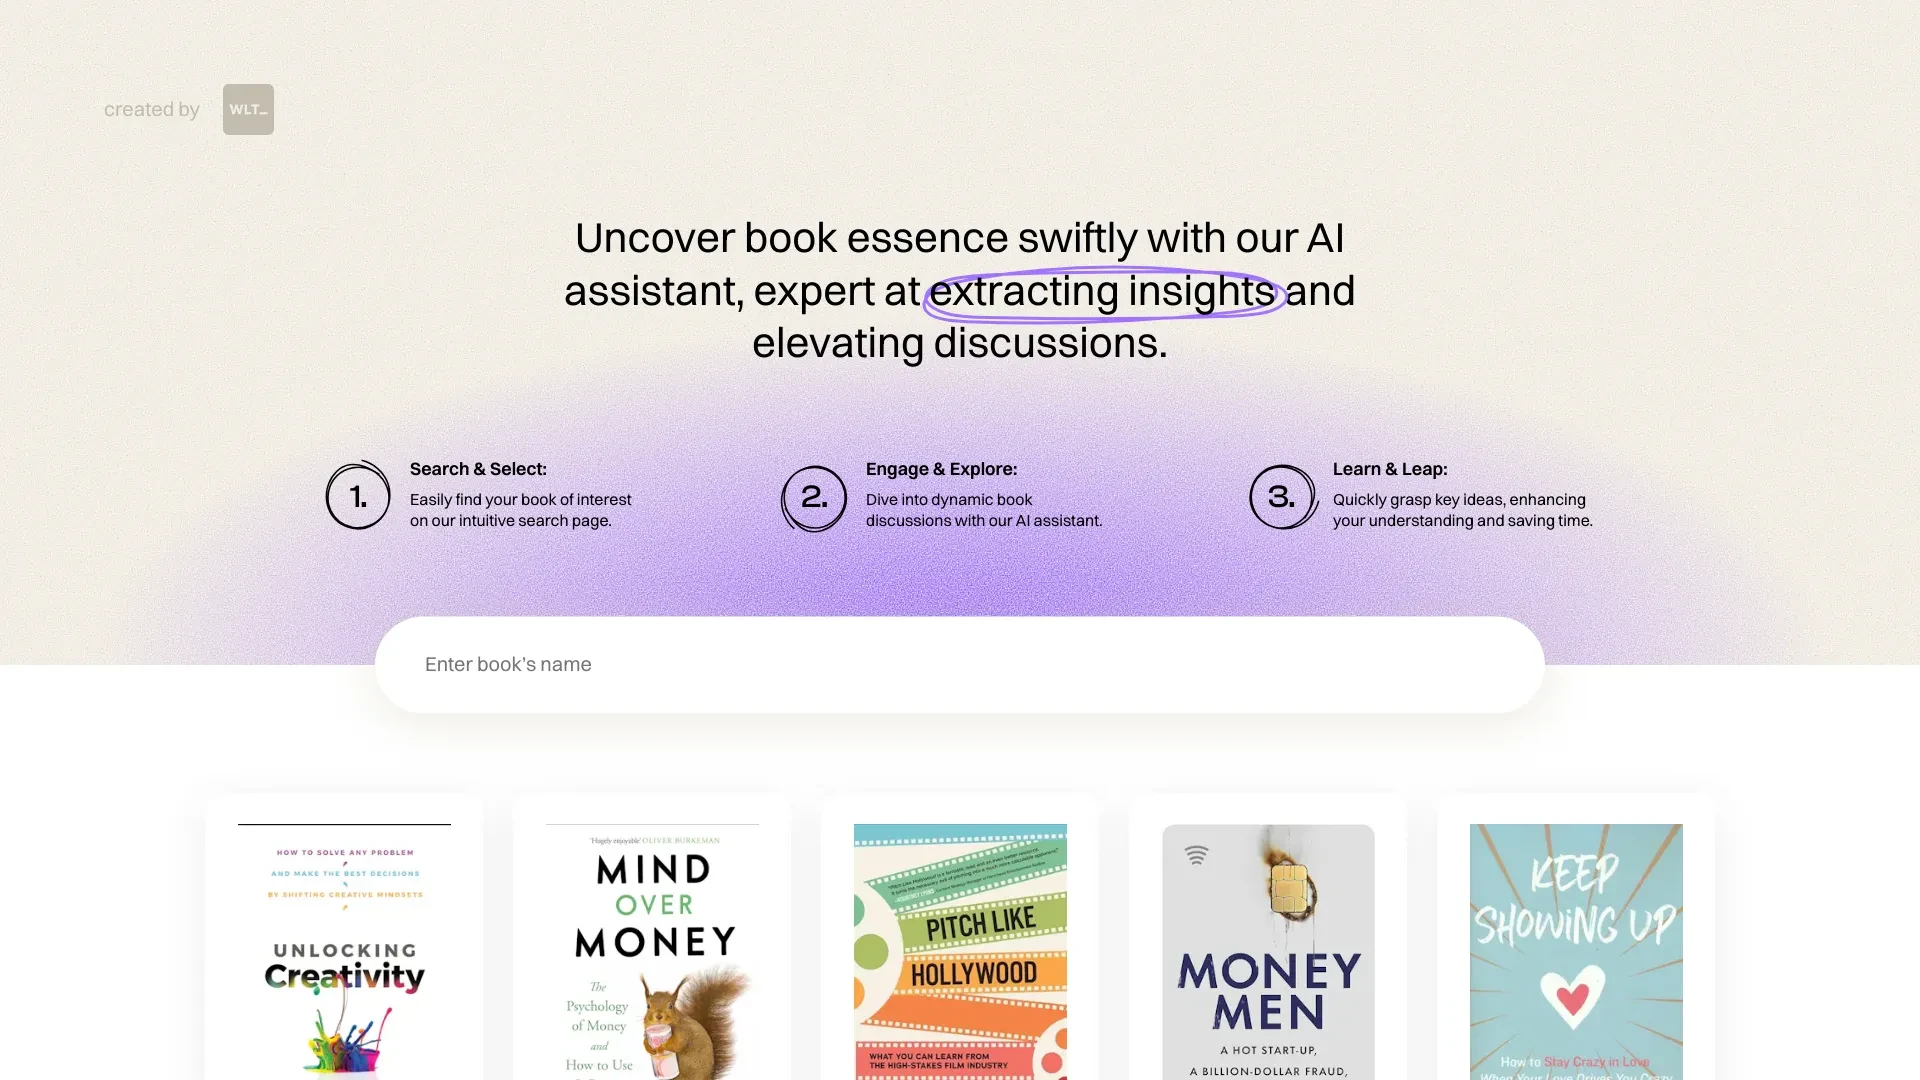 created by
WLT_
Uncover book essence swiftly with our AI
assistant, expert at extracting insights and
elevating discussions.
1.
Search & Select:
Easily find your book of interest
on our intuitive search page.
2.
Engage & Explore:
Dive into dynamic book
discussions with our AI assistant.
3.
Learn & Leap:
Quickly grasp key ideas, enhancing
your understanding and saving time.
Enter book's name
HOW TO SOLVE ANY PROBLEM
AND MAKE THE BEST DECISIONS
BY SHIFTING CREATIVE MINDSETS
UNLOCKING
Creativity
'Hugely enjoyable' OLIVER BURKEMAN
MIND
OVER
MONEY
The
Psychology
of Money
and
How to Use
PITCH LIKE
HOLLYWOOD
WHAT YOU CAN LEARN FROM
THE HIGH-STAKES FILM INDUSTRY
MONEY
MEN
A HOT START-UP,
A BILLION-DOLLAR FRAUD,
KEEP
SHOWING UP
How to Stay Crazy in Love
When Your Love Drives You Crazy